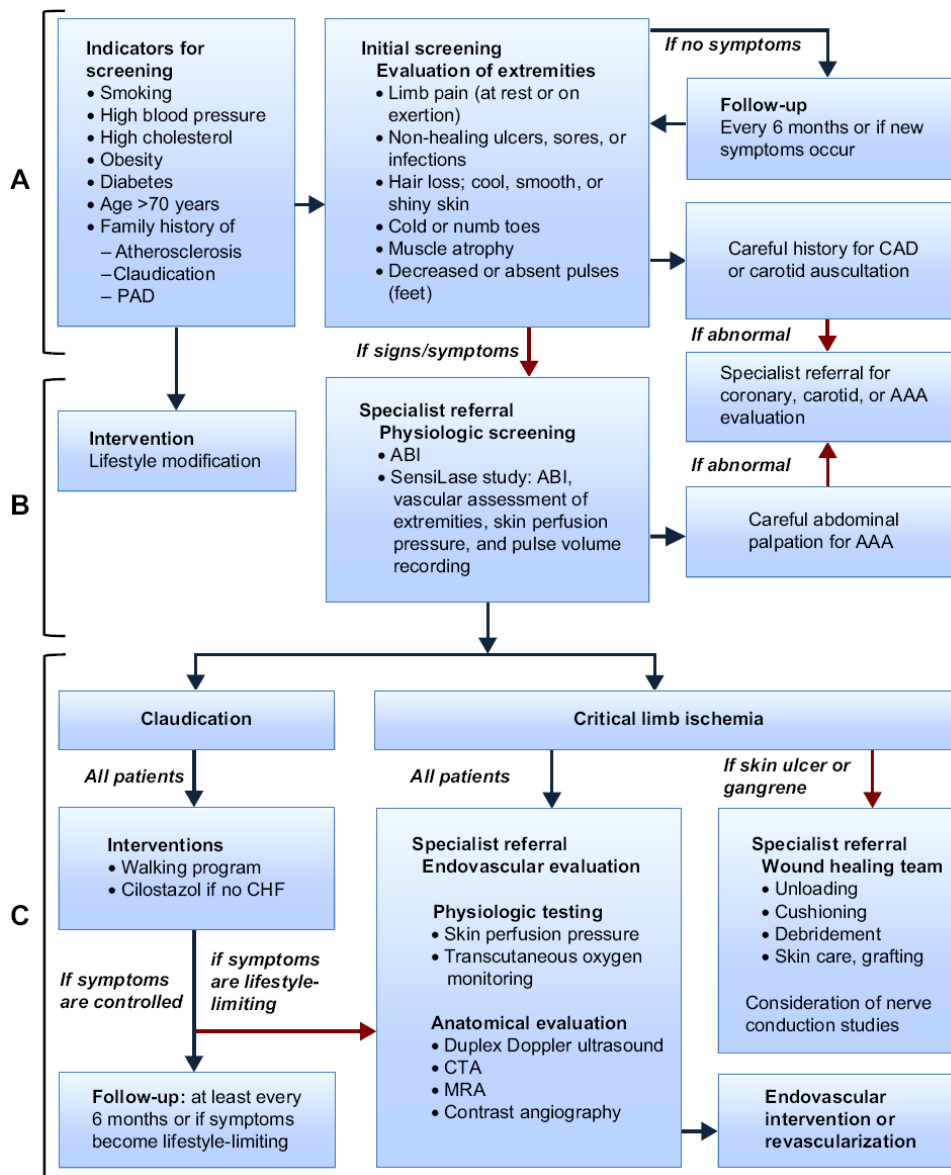 A
Indicators for
screening
• Smoking
• High blood pressure
• High cholesterol
• Obesity
• Diabetes
• Age >70 years
• Family history of
– Atherosclerosis
– Claudication
– PAD
Initial screening
Evaluation of extremities
• Limb pain (at rest or on
exertion)
• Non-healing ulcers, sores, or
infections
• Hair loss; cool, smooth, or
shiny skin
• Cold or numb toes
• Muscle atrophy
• Decreased or absent pulses
(feet)
If no symptoms
Follow-up
Every 6 months or if new
symptoms occur
Careful history for CAD
or carotid auscultation
If abnormal
If signs/symptoms
B
Intervention
Lifestyle modification
Specialist referral
Physiologic screening
• ABI
• SensiLase study: ABI,
vascular assessment of
extremities, skin perfusion
pressure, and pulse volume
recording
Specialist referral for
coronary, carotid, or AAA
evaluation
If abnormal
Careful abdominal
palpation for AAA
C
Claudication
Critical limb ischemia
All patients
All patients
If skin ulcer or
gangrene
Interventions
• Walking program
• Cilostazol if no CHF
If symptoms
are controlled
if symptoms
are lifestyle-
limiting
Follow-up: at least every
6 months or if symptoms
become lifestyle-limiting
Specialist referral
Endovascular evaluation
Physiologic testing
• Skin perfusion pressure
• Transcutaneous oxygen
monitoring
Anatomical evaluation
• Duplex Doppler ultrasound
• CTA
• MRA
• Contrast angiography
Specialist referral
Wound healing team
• Unloading
• Cushioning
• Debridement
• Skin care, grafting
Consideration of nerve
conduction studies
Endovascular
intervention or
revascularization